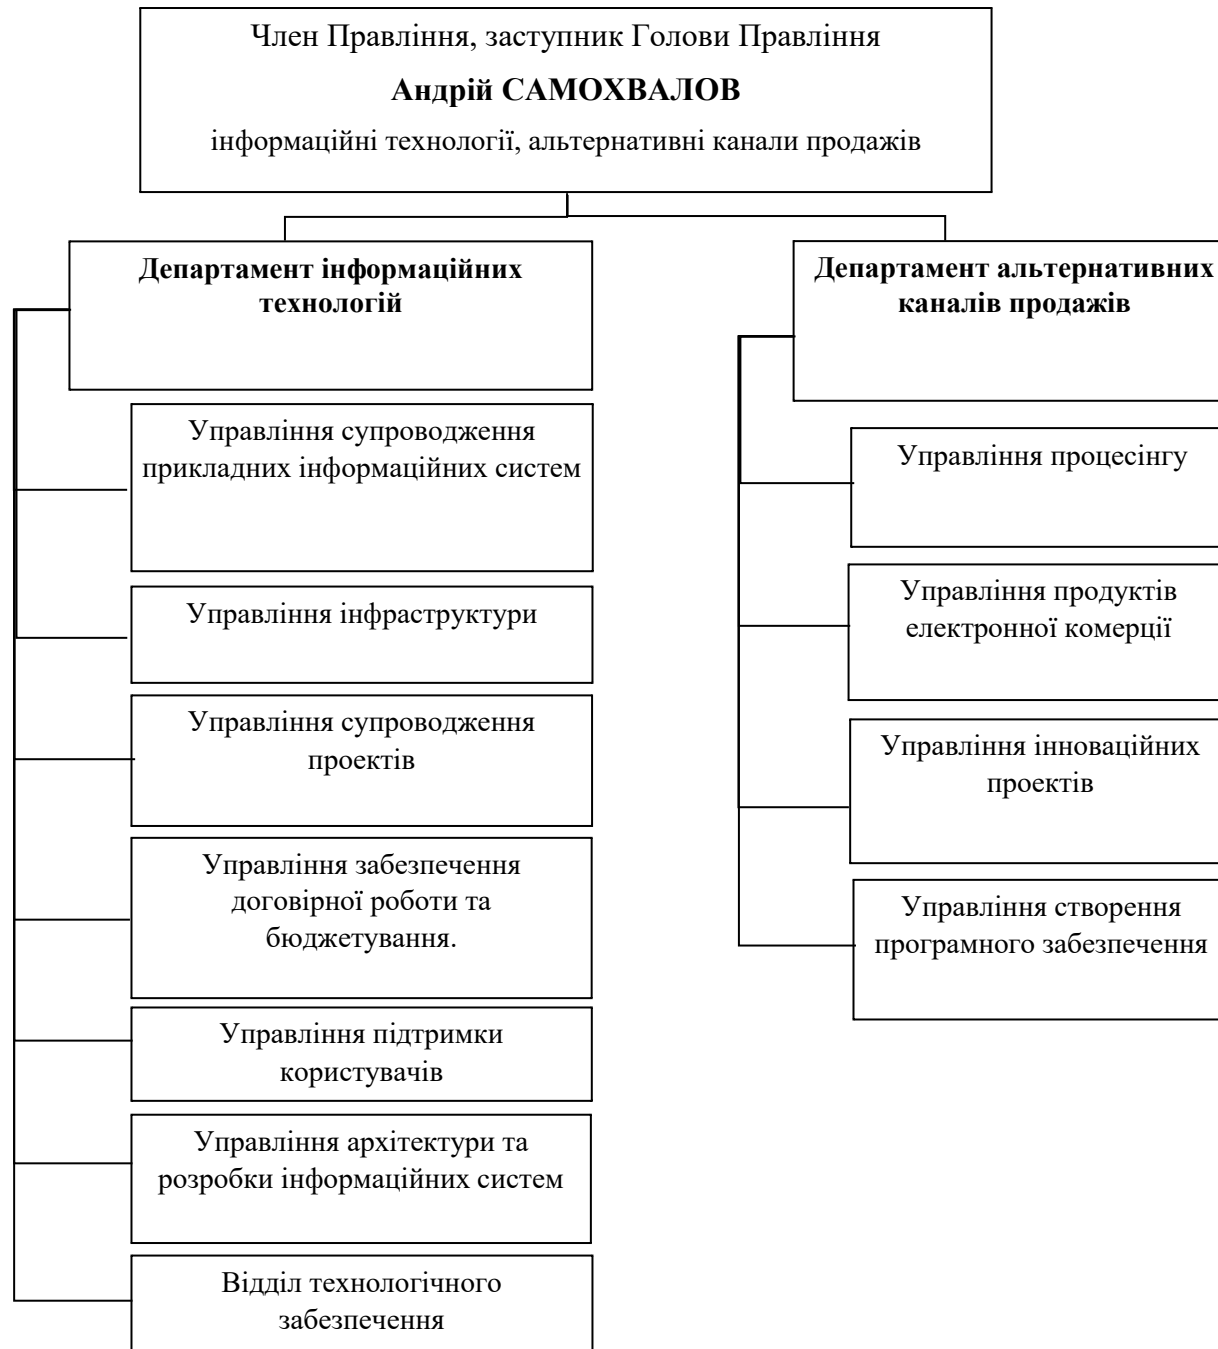 Член Правління, заступник Голови Правління
Андрій САМОХВАЛОВ
інформаційні технології, альтернативні канали продажів
Департамент інформаційних
технологій
Управління супроводження
прикладних інформаційних систем
Управління інфраструктури
Управління супроводження
проектів
Управління забезпечення
договірної роботи та
бюджетування.
Управління підтримки
користувачів
Управління архітектури та
розробки інформаційних систем
Відділ технологічного
забезпечення
Департамент альтернативних
каналів продажів
Управління процесінгу
Управління продуктів
електронної комерції
Управління інноваційних
проектів
Управління створення
програмного забезпечення